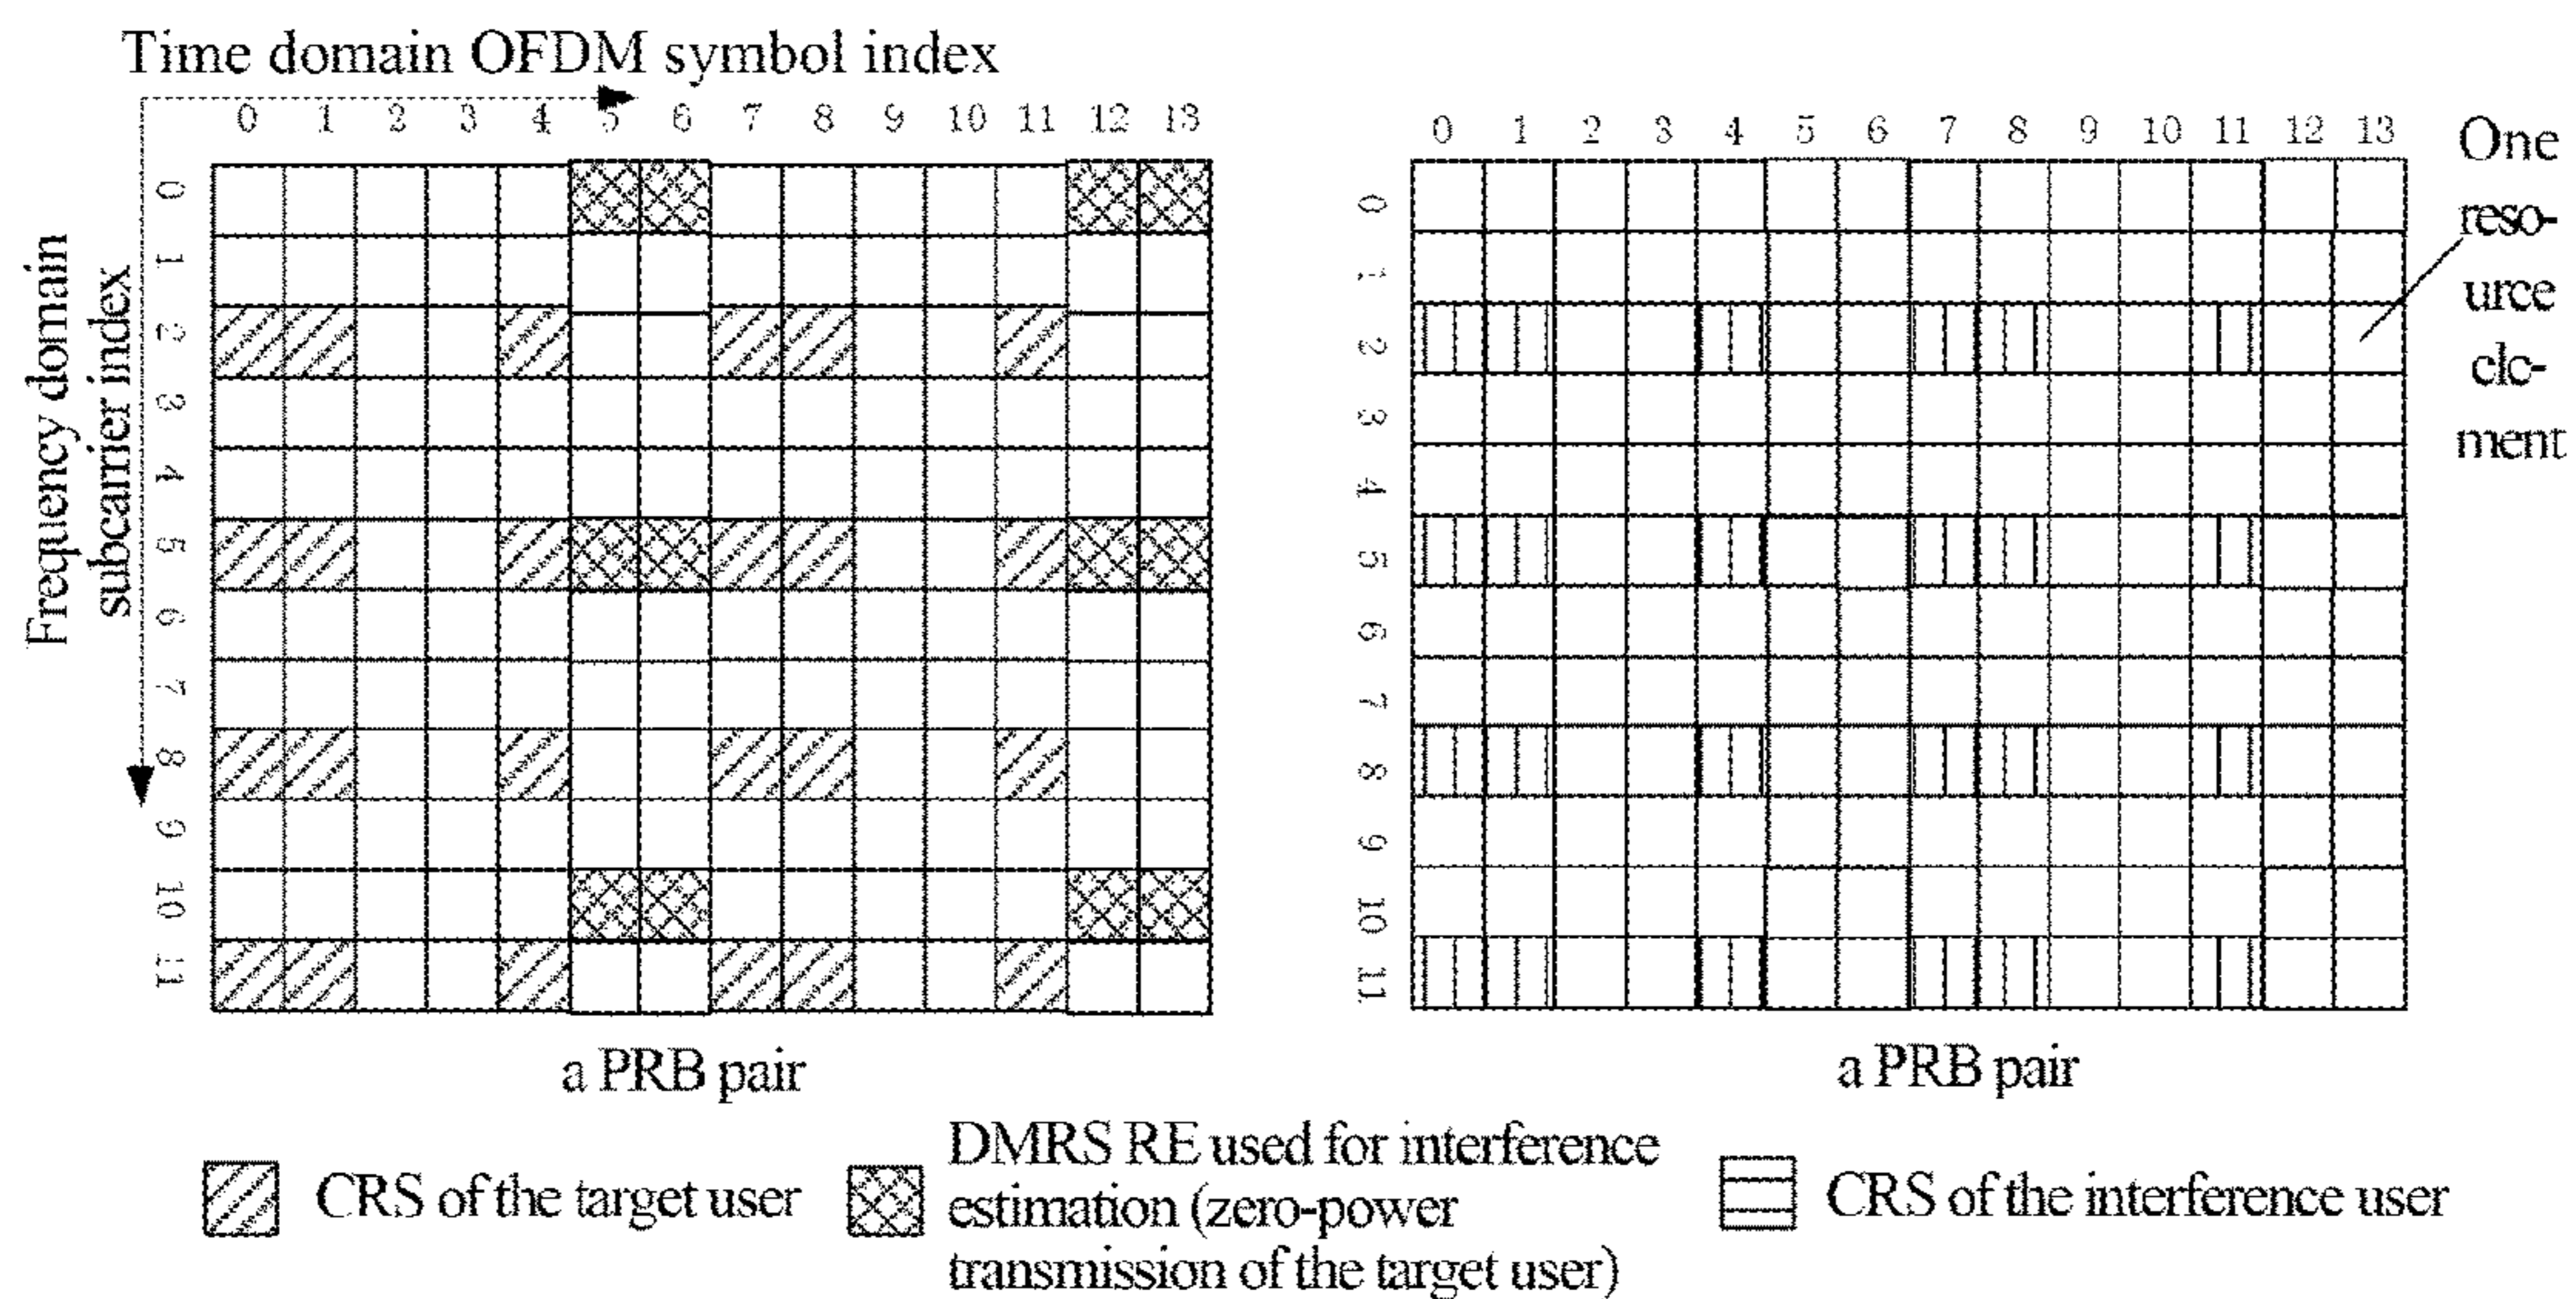 Time domain OFDM symbol index
0 1 2 3 4 5 6 7 8 9 10 11 12 13
0 1 2 3 4 5 6 7 8 9 10 11 12 13
Frequency domain
subcarrier index
0
1
2
3
4
5
6
7
8
9
10
11
0
1
2
3
4
5
6
7
8
9
10
11
One
reso-
urce
ele-
ment
a PRB pair
a PRB pair
CRS of the target user
DMRS RE used for interference
estimation (zero-power
transmission of the target user)
CRS of the interference user